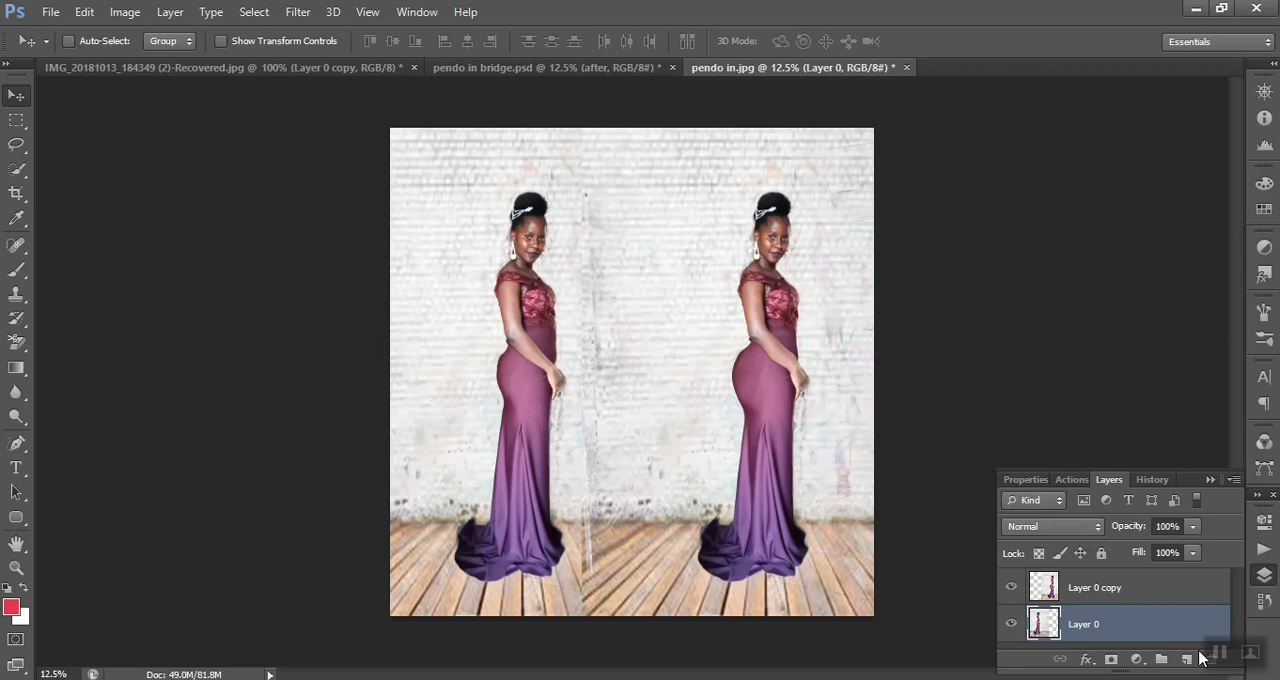 Ps File Edit Image Layer Type Select Filter 3D View Window Help
Auto-Select: Group Show Transform Controls 3D Mode: Essentials
IMG_20181013_184349 (2)-Recovered.jpg @ 100% (Layer 0 copy, RGB/8) * × pendo in bridge.psd @ 12.5% (after, RGB/8#) * × pendo in.jpg @ 12.5% (Layer 0, RGB/8#) * ×
Properties Actions Layers History
Kind
Normal Opacity: 100%
Lock: Fill: 100%
Layer 0 copy
Layer 0
12.5% Doc: 49.0M/81.8M